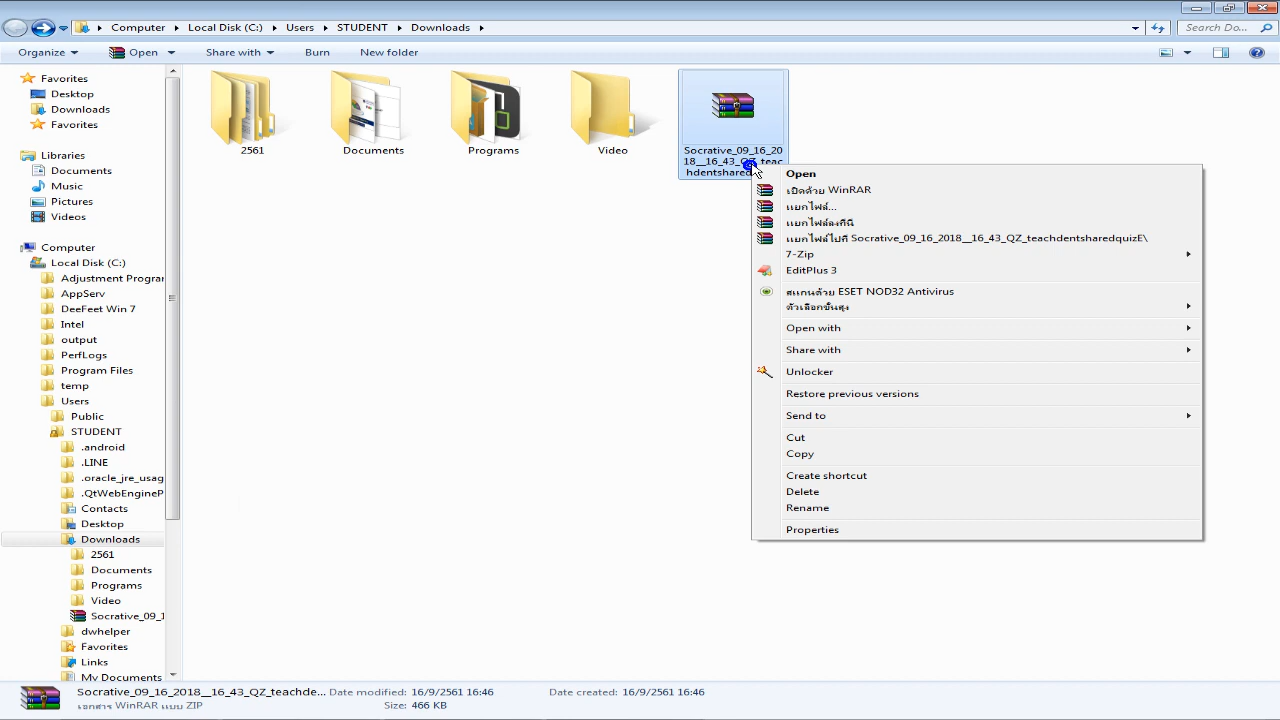 Computer
Local Disk (C:)
Users
STUDENT
Downloads
Search Do...
Organize
Open
Share with
Burn
New folder
Favorites
Desktop
Downloads
Favorites
Libraries
Documents
Music
Pictures
Videos
Computer
Local Disk (C:)
Adjustment Progran
AppServ
DeeFeet Win 7
Intel
output
PerfLogs
Program Files
temp
Users
Public
STUDENT
.android
.LINE
.oracle_jre_usag
.QtWebEngineP
Contacts
Desktop
Downloads
2561
Documents
Programs
Video
Socrative_09_1
dwhelper
Favorites
Links
My Documents
2561
Documents
Programs
Video
Socrative_09_16_20
18__16_43_QZ_teac
hdentshared
Open
เปิดด้วย WinRAR
แยกไฟล์...
แยกไฟล์ลงที่นี่
แยกไฟล์ไปที่ Socrative_09_16_2018__16_43_QZ_teachdentsharedquizE\
7-Zip
EditPlus 3
สแกนด้วย ESET NOD32 Antivirus
ตัวเลือกขั้นสูง
Open with
Share with
Unlocker
Restore previous versions
Send to
Cut
Copy
Create shortcut
Delete
Rename
Properties
Socrative_09_16_2018__16_43_QZ_teachde... Date modified: 16/9/2561 16:46 Date created: 16/9/2561 16:46
เอกสาร WinRAR แบบ ZIP Size: 466 KB